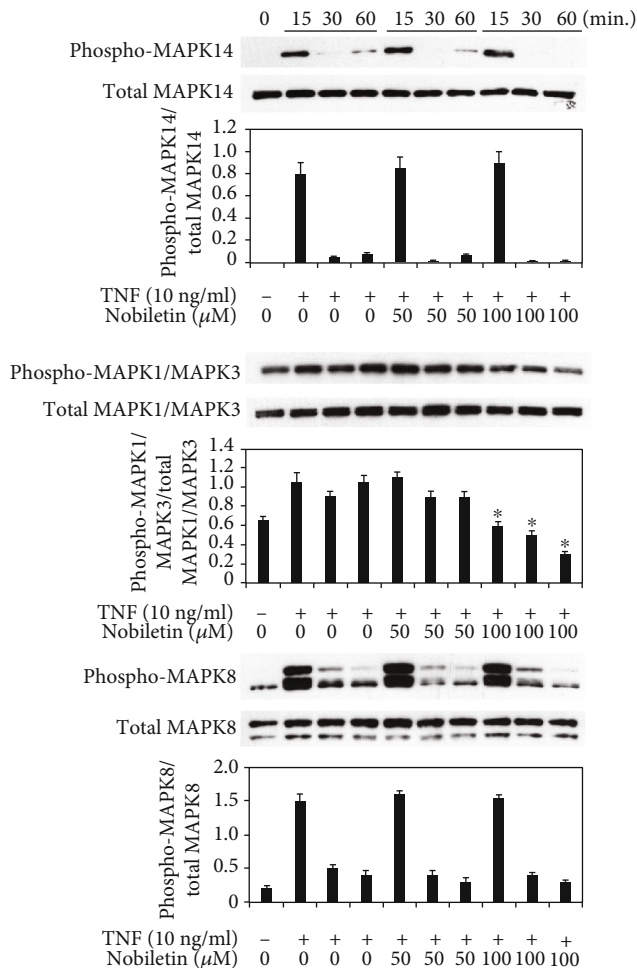 0 15 30 60 15 30 60 15 30 60 (min.)
Phospho-MAPK14
Total MAPK14
Phospho-MAPK14/
total MAPK14
1.2
1.0
0.8
0.6
0.4
0.2
0
TNF (10 ng/ml) – + + + + + + + + +
Nobiletin (μM) 0 0 0 0 50 50 50 100 100 100
Phospho-MAPK1/MAPK3
Total MAPK1/MAPK3
Phospho-MAPK1/
MAPK3/total
MAPK1/MAPK3
1.4
1.2
1.0
0.8
0.6
0.4
0.2
0
* * *
TNF (10 ng/ml) – + + + + + + + + +
Nobiletin (μM) 0 0 0 0 50 50 50 100 100 100
Phospho-MAPK8
Total MAPK8
Phospho-MAPK8/
total MAPK8
2.0
1.5
1.0
0.5
0
TNF (10 ng/ml) – + + + + + + + + +
Nobiletin (μM) 0 0 0 0 50 50 50 100 100 100